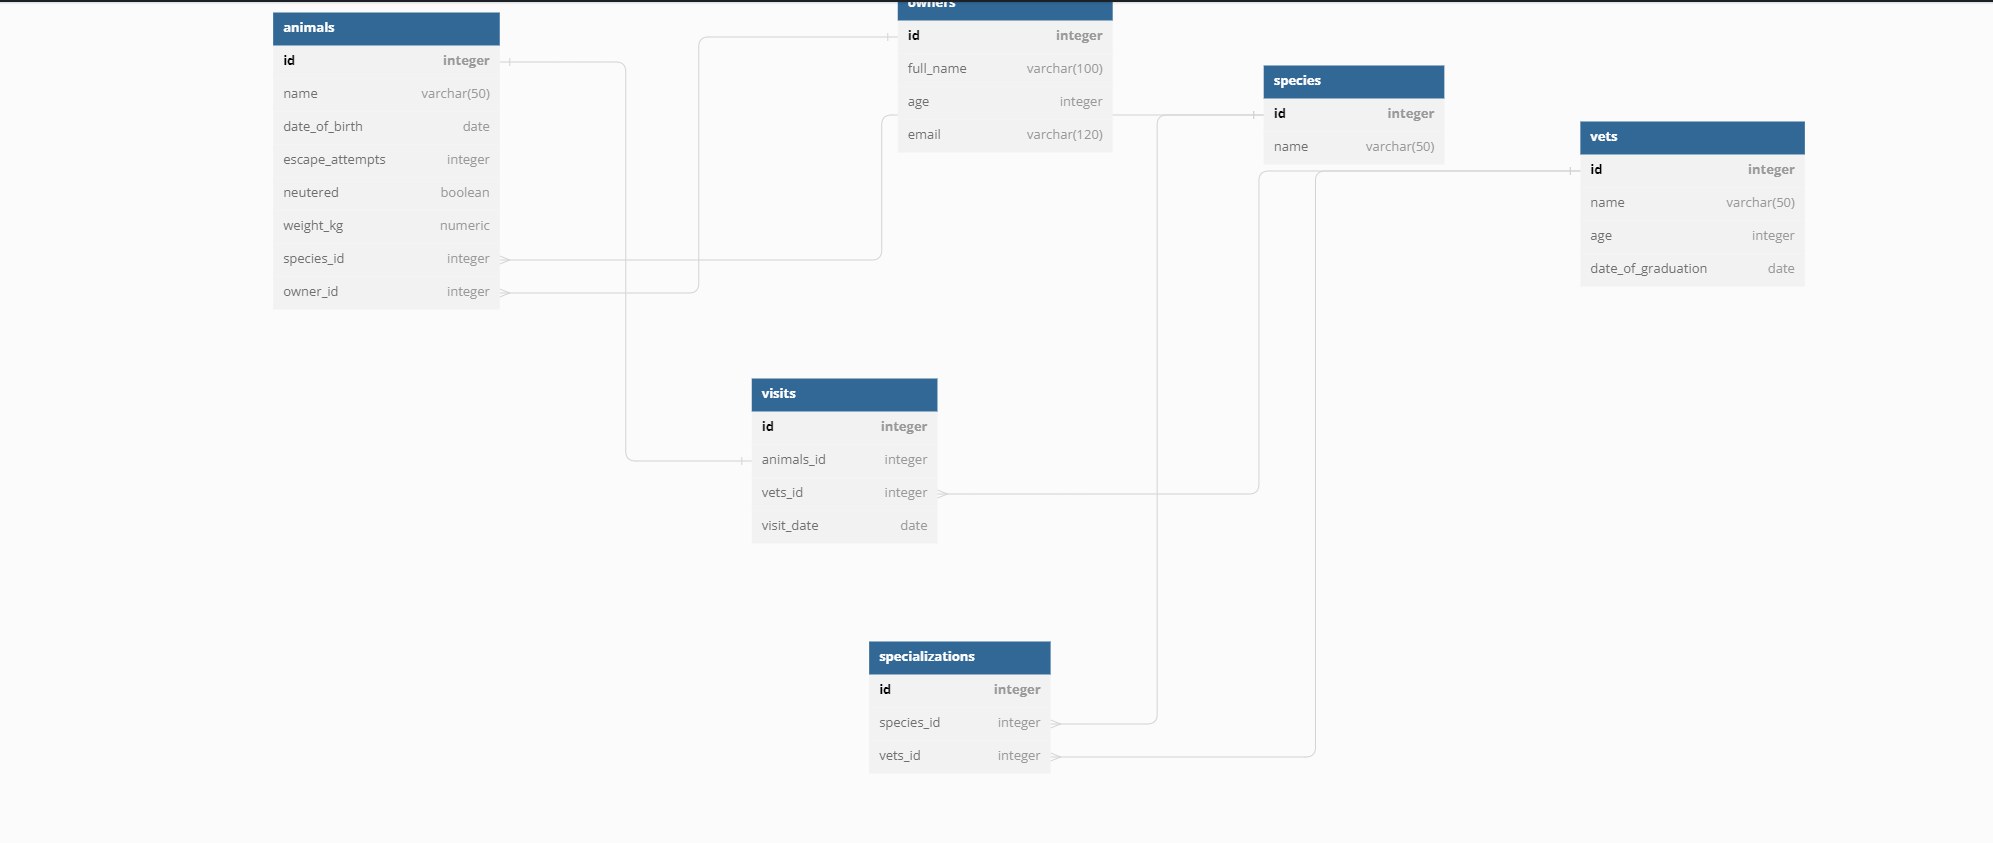 animals
id integer
name varchar(50)
date_of_birth date
escape_attempts integer
neutered boolean
weight_kg numeric
species_id integer
owner_id integer
owners
id integer
full_name varchar(100)
age integer
email varchar(120)
species
id integer
name varchar(50)
vets
id integer
name varchar(50)
age integer
date_of_graduation date
visits
id integer
animals_id integer
vets_id integer
visit_date date
specializations
id integer
species_id integer
vets_id integer